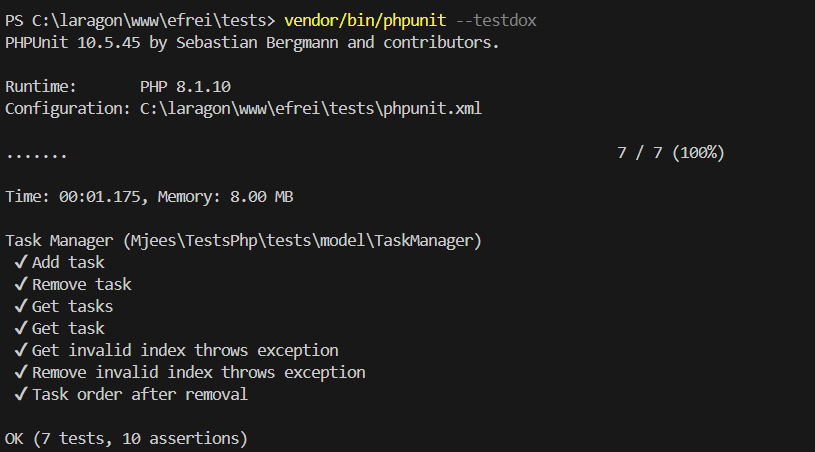 PS C:\laragon\www\efrei\tests> vendor/bin/phpunit --testdox
PHPUnit 10.5.45 by Sebastian Bergmann and contributors.
Runtime:       PHP 8.1.10
Configuration: C:\laragon\www\efrei\tests\phpunit.xml
.......                                                             7 / 7 (100%)
Time: 00:01.175, Memory: 8.00 MB
Task Manager (Mjees\TestsPhp\tests\model\TaskManager)
 ✓ Add task
 ✓ Remove task
 ✓ Get tasks
 ✓ Get task
 ✓ Get invalid index throws exception
 ✓ Remove invalid index throws exception
 ✓ Task order after removal
OK (7 tests, 10 assertions)